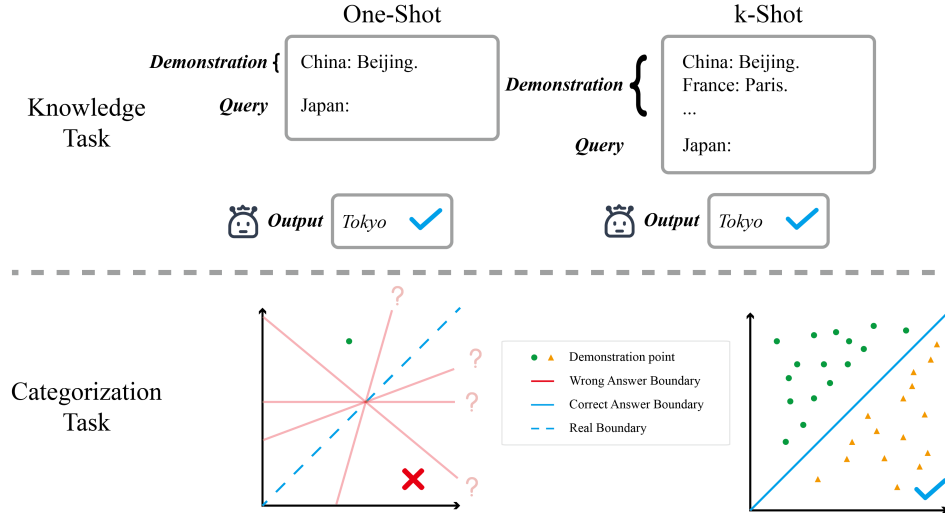 One-Shot
k-Shot
Demonstration {
China: Beijing.
Query
Japan:
Demonstration {
China: Beijing.
France: Paris.
...
Query
Japan:
Knowledge
Task
Output
Tokyo
Output
Tokyo
Categorization
Task
?
?
?
?
Demonstration point
Wrong Answer Boundary
Correct Answer Boundary
Real Boundary